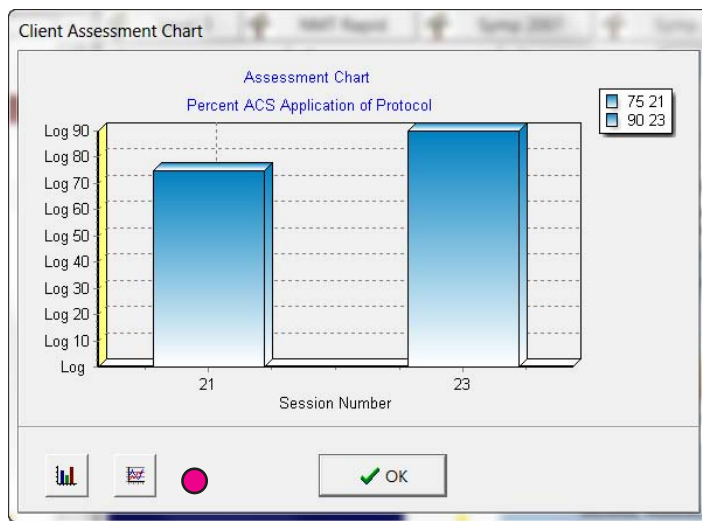 NMT Rapid
Client Assessment Chart
Assessment Chart
Percent ACS Application of Protocol
75 21
90 23
Log 90
Log 80
Log 70
Log 60
Log 50
Log 40
Log 30
Log 20
Log 10
Log
21
23
Session Number
OK